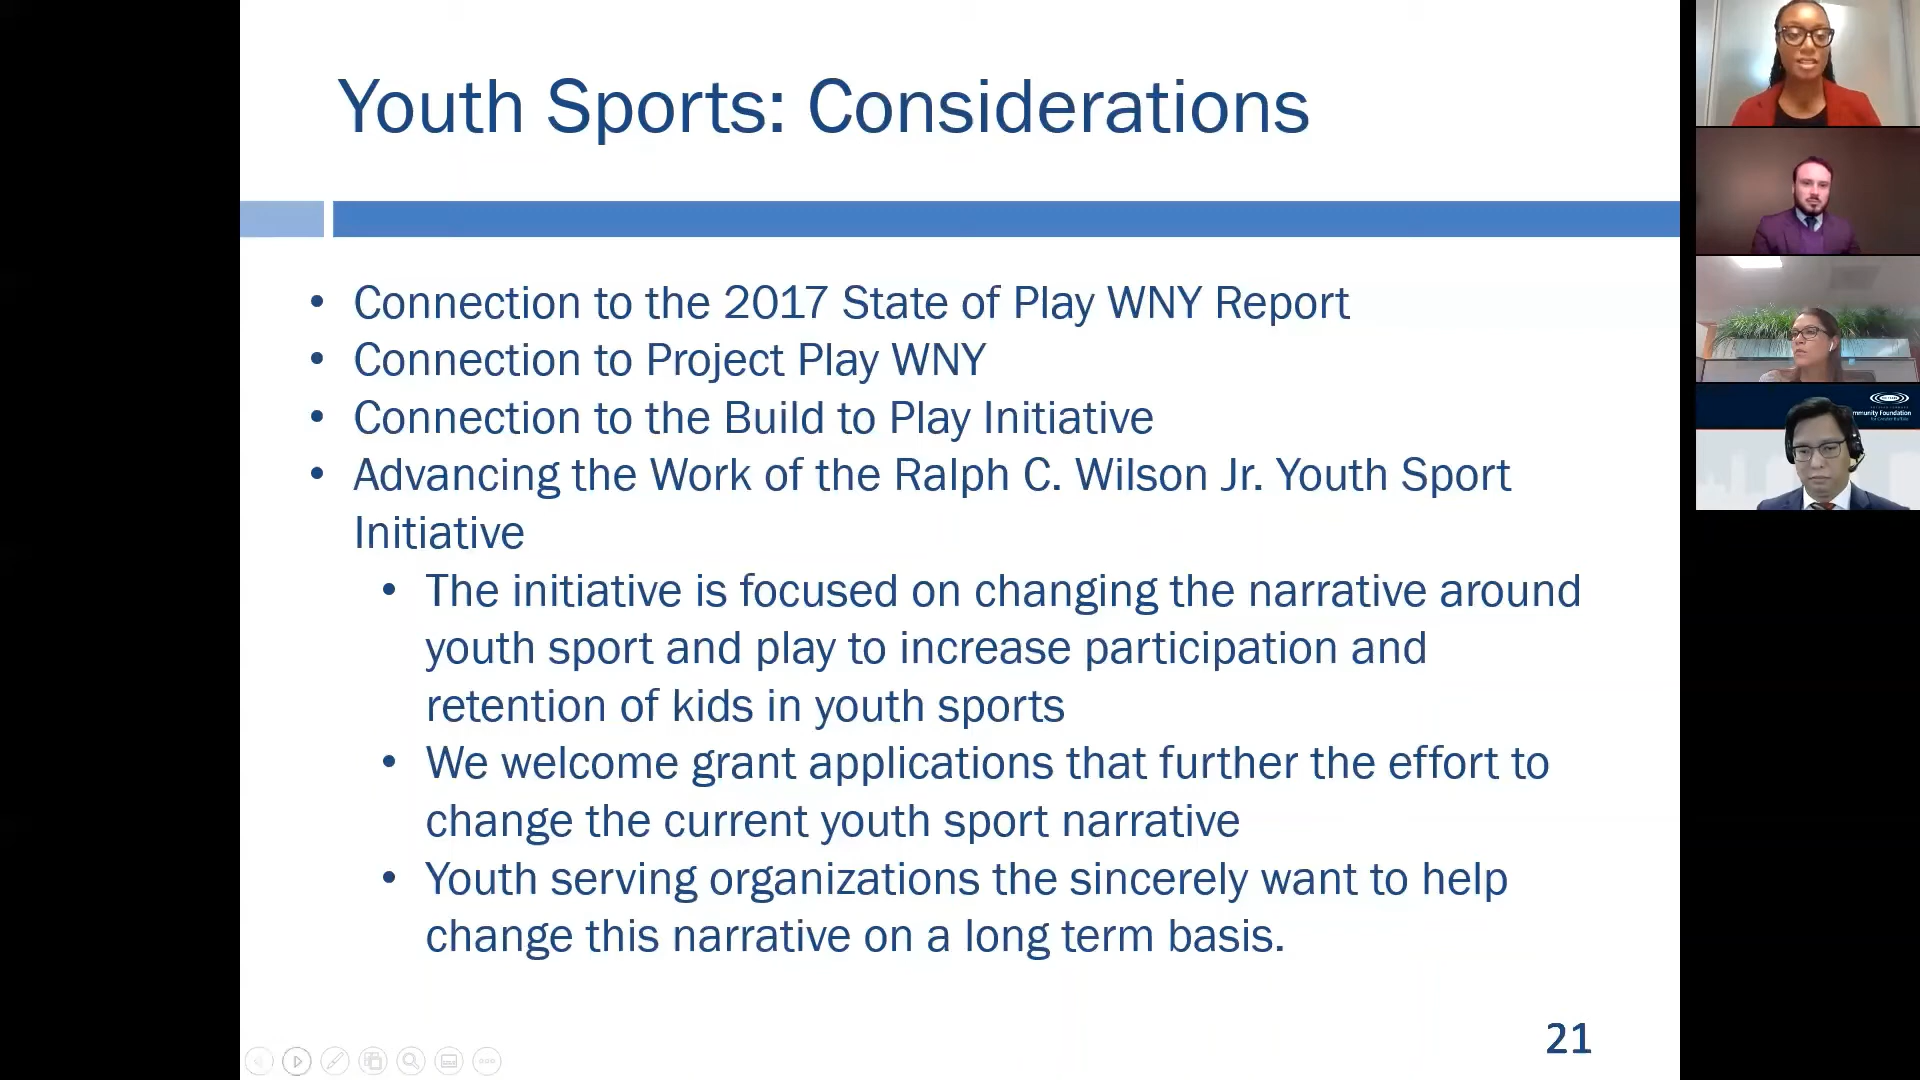 Youth Sports: Considerations
• Connection to the 2017 State of Play WNY Report
• Connection to Project Play WNY
• Connection to the Build to Play Initiative
• Advancing the Work of the Ralph C. Wilson Jr. Youth Sport
Initiative
• The initiative is focused on changing the narrative around
youth sport and play to increase participation and
retention of kids in youth sports
• We welcome grant applications that further the effort to
change the current youth sport narrative
• Youth serving organizations the sincerely want to help
change this narrative on a long term basis.
21
Community Foundation